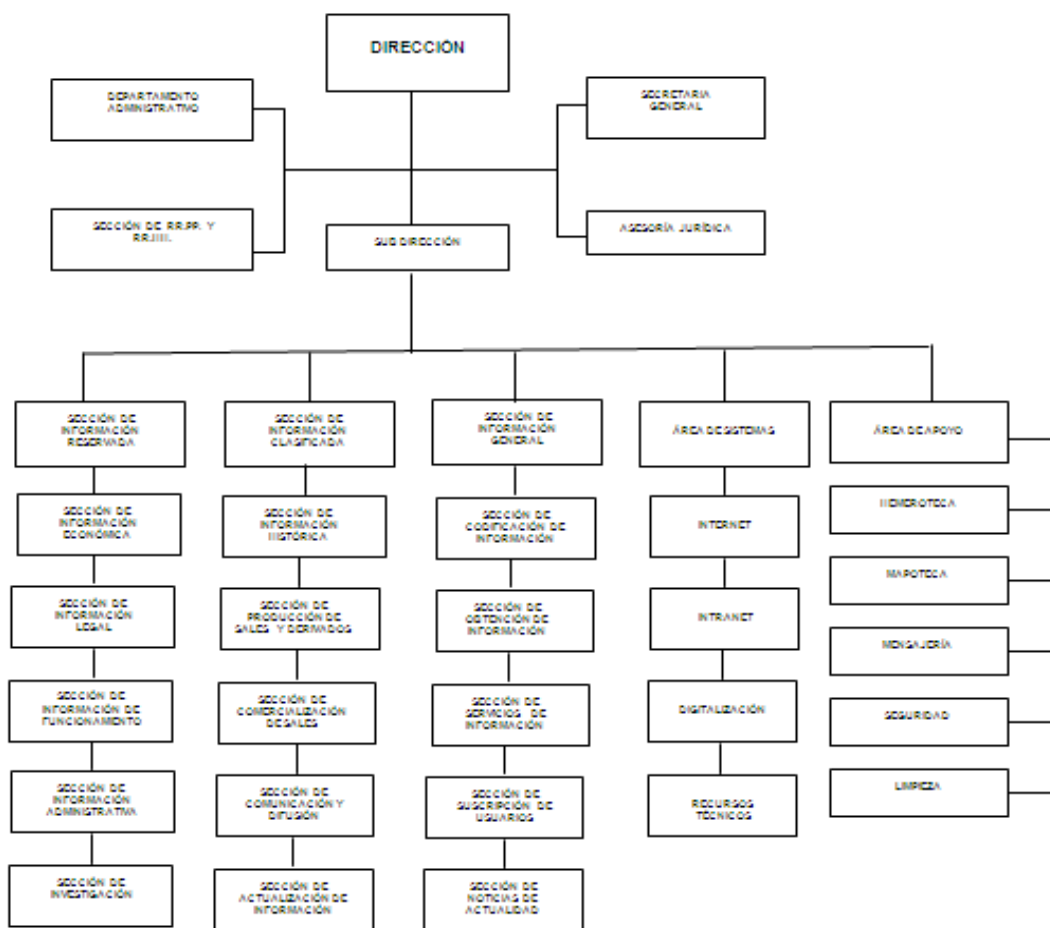 DIRECCIÓN
DEPARTAMENTO
ADMINISTRATIVO
SECRETARIA
GENERAL
SECCIÓN DE RR.PP. Y
RR.IIII.
SUB DIRECCIÓN
ASESORÍA JURÍDICA
SECCIÓN DE
INFORMACIÓN
RESERVADA
SECCIÓN DE
INFORMACIÓN
CLASIFICADA
SECCIÓN DE
INFORMACIÓN
GENERAL
ÁREA DE SISTEMAS
ÁREA DE APOYO
SECCIÓN DE
INFORMACIÓN
ECONÓMICA
SECCIÓN DE
INFORMACIÓN
HISTÓRICA
SECCIÓN DE
CODIFICACIÓN DE
INFORMACIÓN
INTERNET
HEMEROTECA
SECCIÓN DE
INFORMACIÓN
LEGAL
SECCIÓN DE
PRODUCCIÓN DE
SALES Y DERIVADOS
SECCIÓN DE
OBTENCIÓN DE
INFORMACIÓN
INTRANET
MAPOTECA
MENSAJERÍA
SECCIÓN DE
INFORMACIÓN DE
FUNCIONAMIENTO
SECCIÓN DE
COMERCIALIZACIÓN
DE SALES
SECCIÓN DE
SERVICIOS DE
INFORMACIÓN
DIGITALIZACIÓN
SEGURIDAD
SECCIÓN DE
INFORMACIÓN
ADMINISTRATIVA
SECCIÓN DE
COMUNICACIÓN Y
DIFUSIÓN
SECCIÓN DE
SUSCRIPCIÓN DE
USUARIOS
RECURSOS
TÉCNICOS
LIMPIEZA
SECCIÓN DE
INVESTIGACIÓN
SECCIÓN DE
ACTUALIZACIÓN DE
INFORMACIÓN
SECCIÓN DE
NOTICIAS DE
ACTUALIDAD